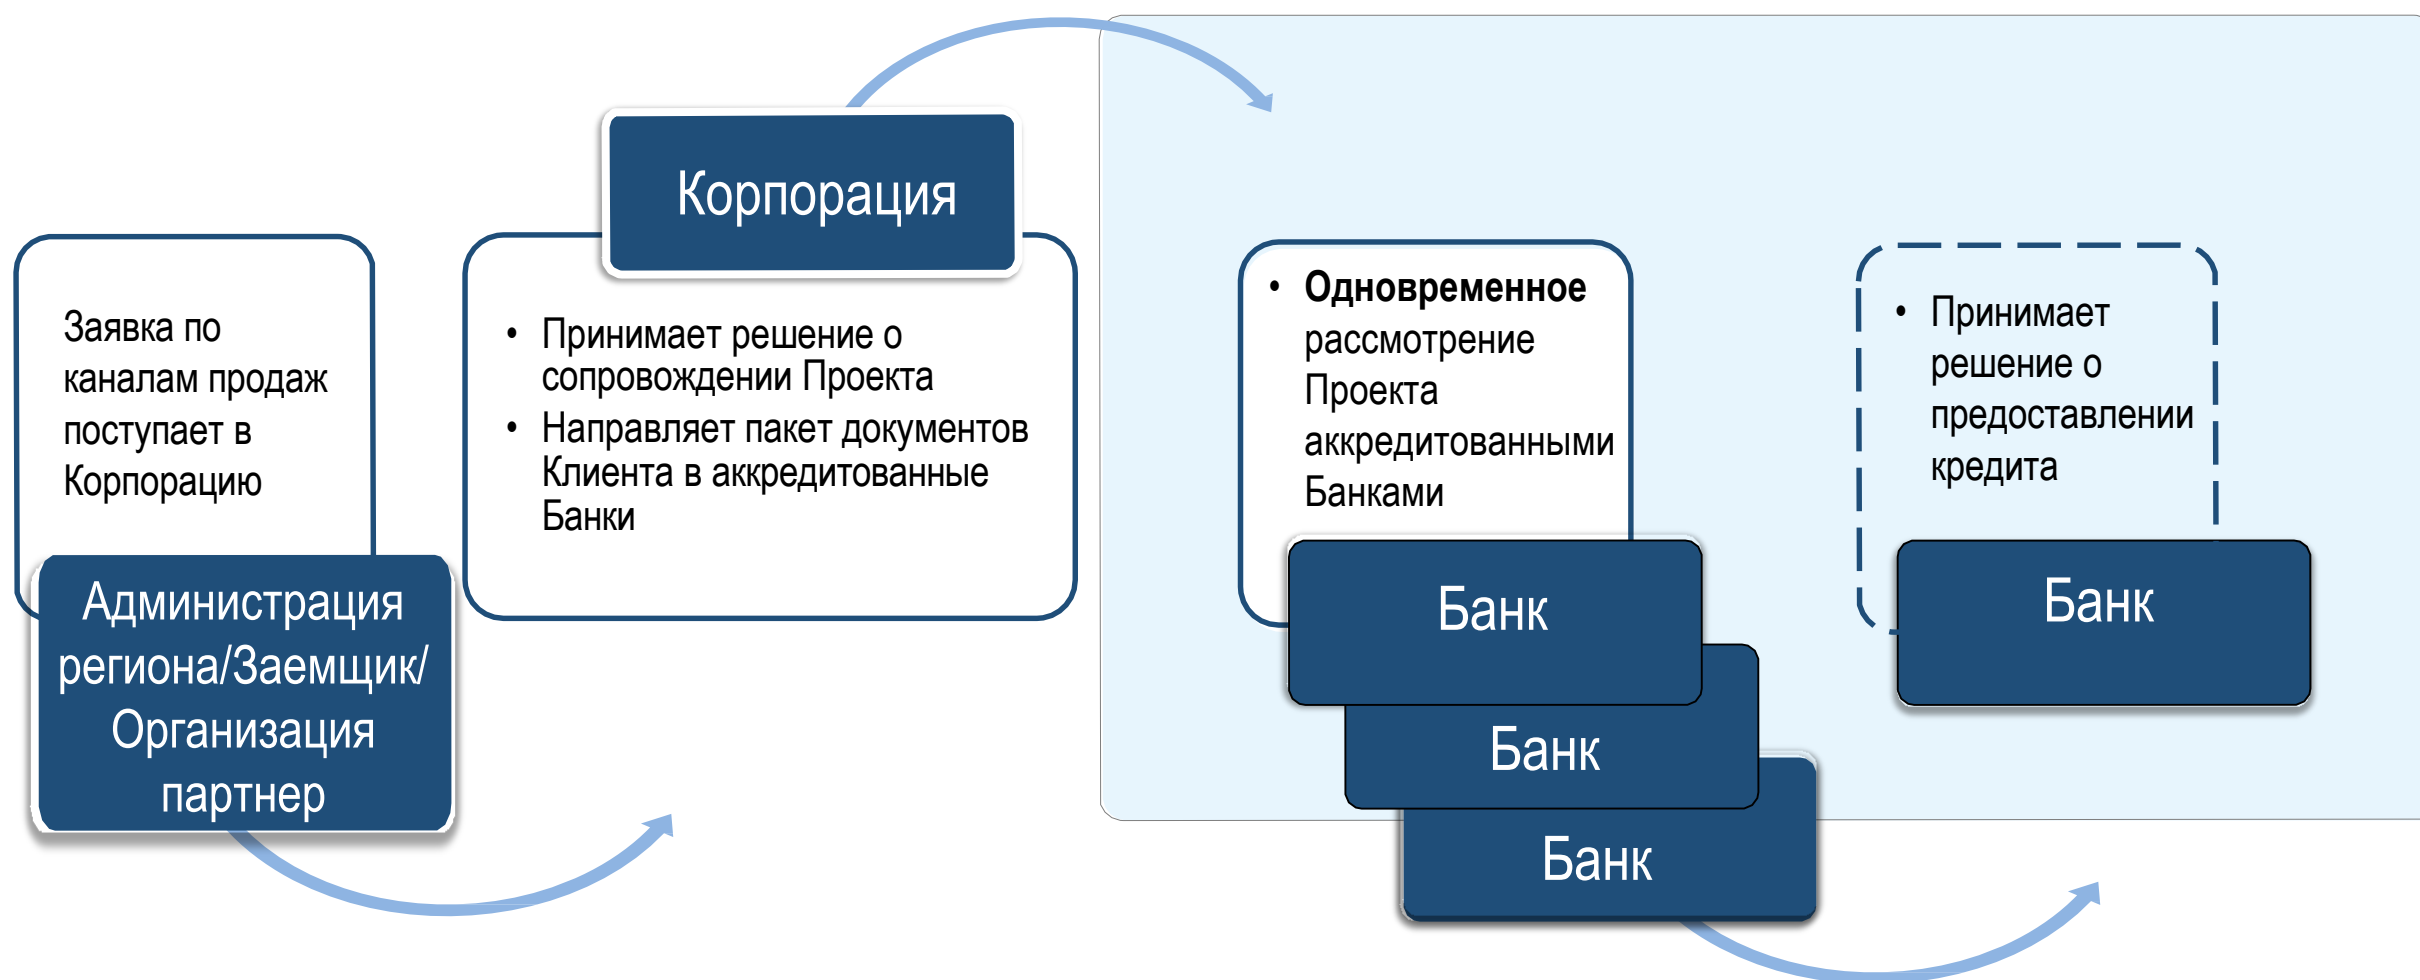 Заявка по
каналам продаж
поступает в
Корпорацию
Администрация
региона/Заемщик/
Организация
партнер
Корпорация
• Принимает решение о
сопровождении Проекта
• Направляет пакет документов
Клиента в аккредитованные
Банки
• Одновременное
рассмотрение
Проекта
аккредитованными
Банками
Банк
Банк
Банк
• Принимает
решение о
предоставлении
кредита
Банк